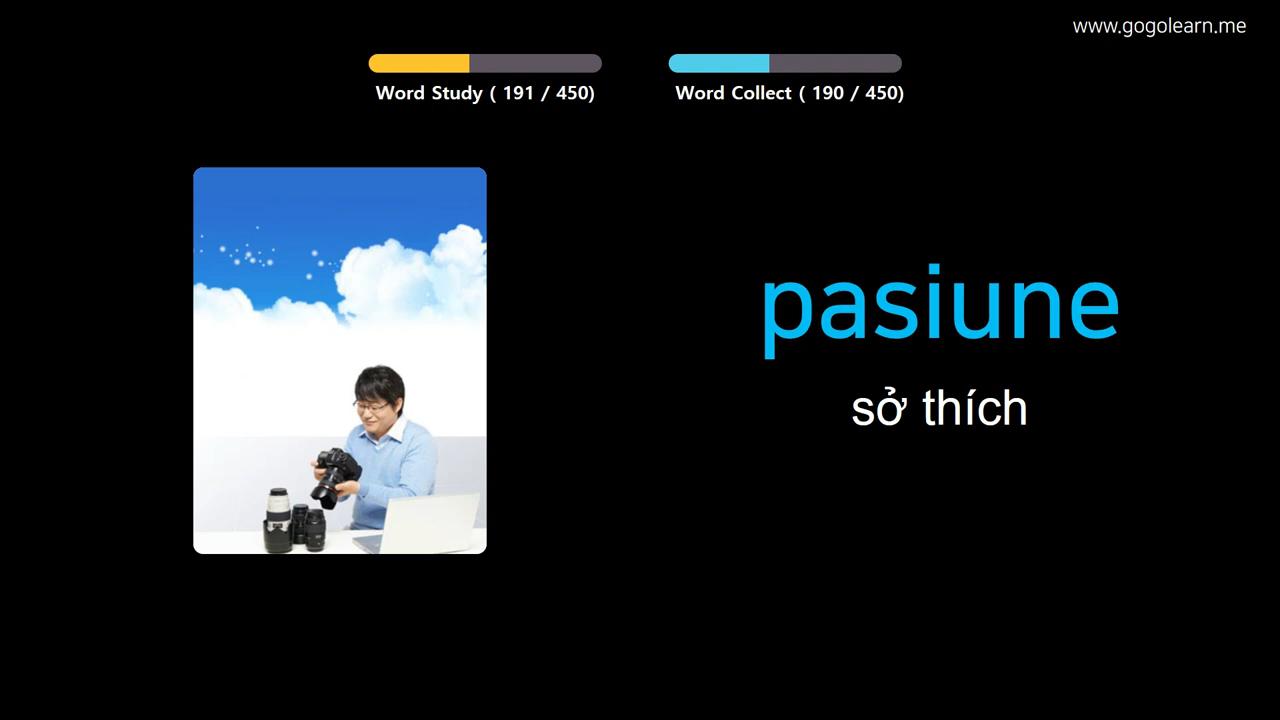 www.gogolearn.me
Word Study ( 191 / 450)
Word Collect ( 190 / 450)
pasiune
sở thích